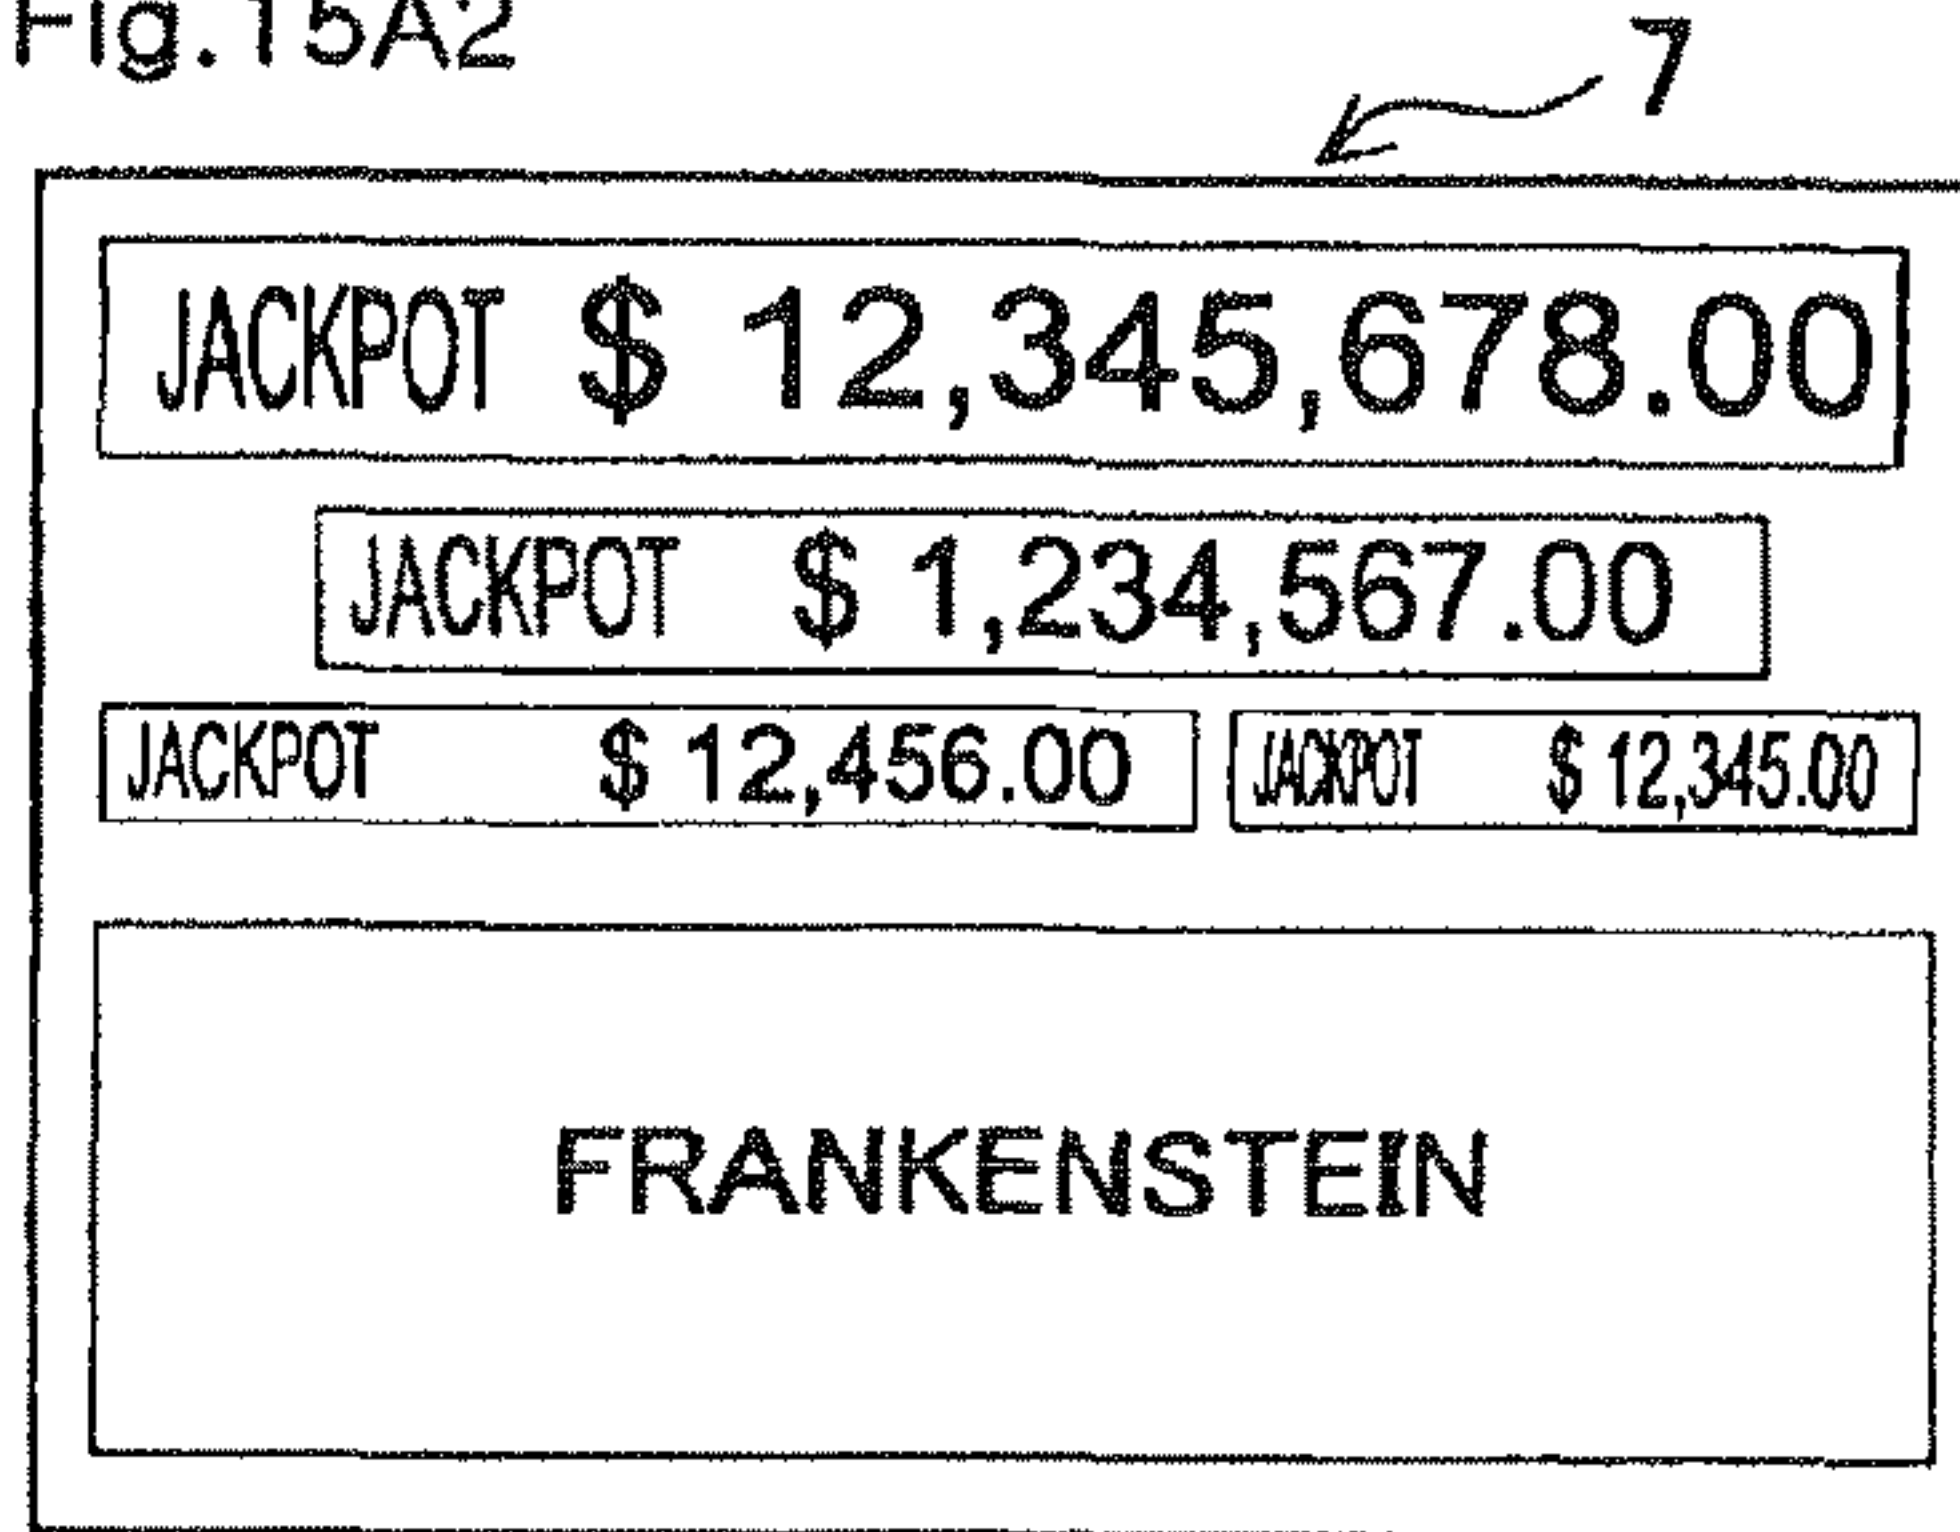 Fig.15A2
7
JACKPOT $ 12,345,678.00
JACKPOT $ 1,234,567.00
JACKPOT $ 12,456.00 JACKPOT $ 12,345.00
FRANKENSTEIN